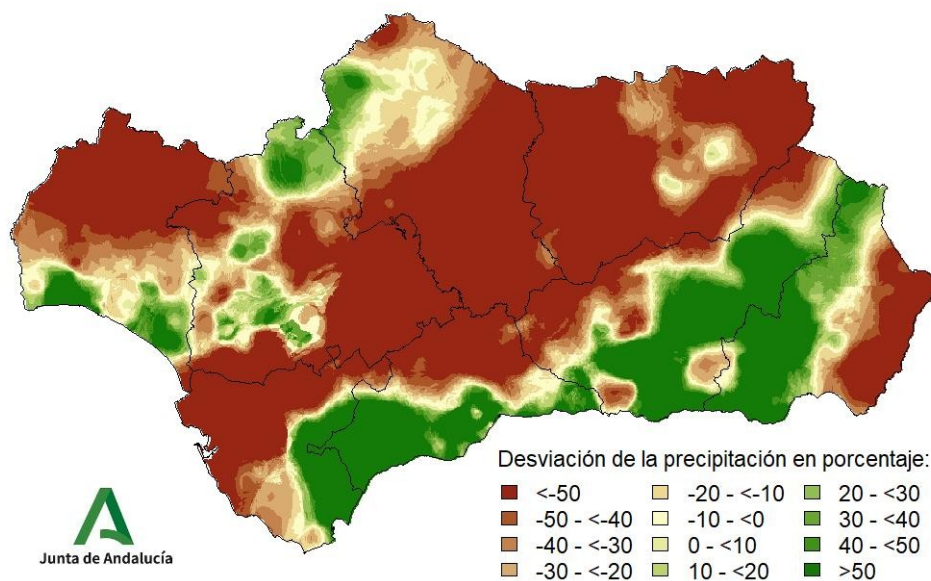 Desviación de la precipitación en porcentaje:
<-50 -20 - <-10 20 - <30
-50 - <-40 -10 - <0 30 - <40
-40 - <-30 0 - <10 40 - <50
-30 - <-20 10 - <20 >50
Junta de Andalucía